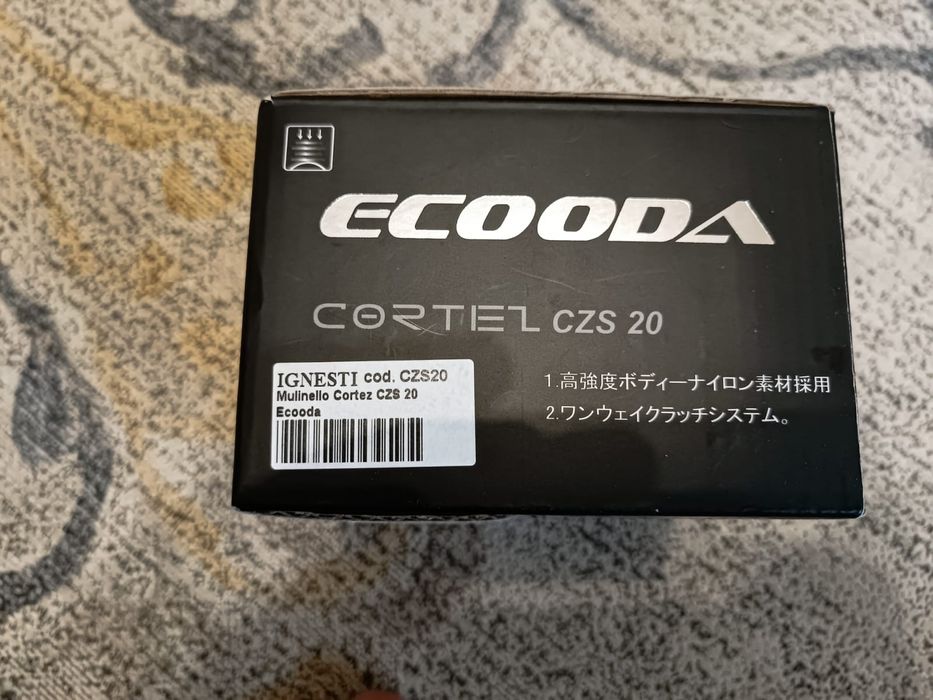 ECOODA
CORTEZ CZS 20
IGNESTI cod. CZS20
Mulinello Cortez CZS 20
Ecooda
1.高強度ボディーナイロン素材採用
2.ワンウェイクラッチシステム。